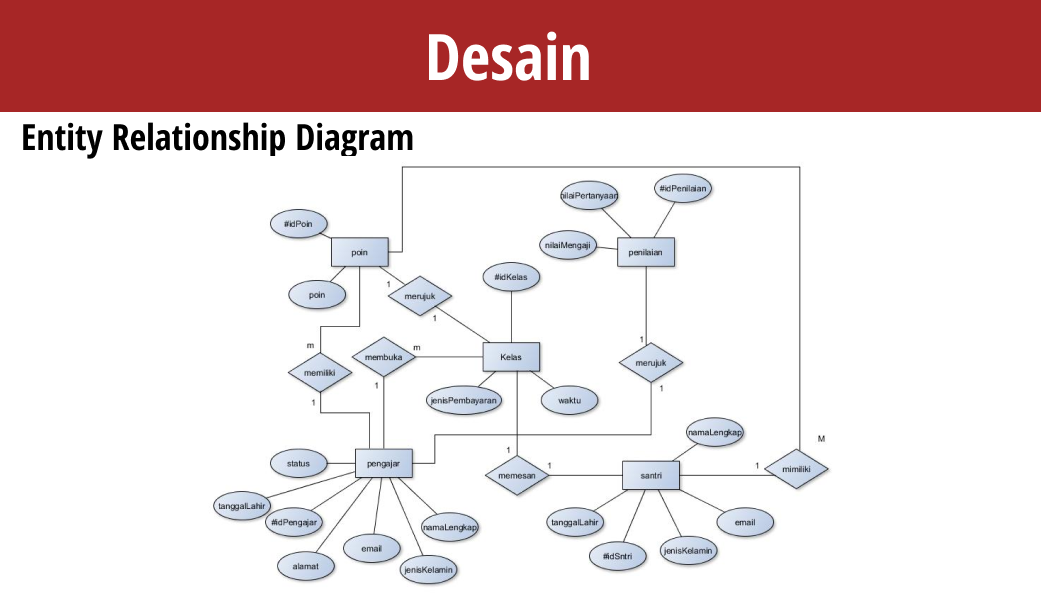 Desain
Entity Relationship Diagram
nilaiPertanyaan
#idPenilaian
#idPoin
nilaiMengaji
poin
penilaian
#idKelas
poin
1
merujuk
1
m
membuka
m
Kelas
1
merujuk
memiliki
1
1
1
jenisPembayaran
waktu
namaLengkap
M
status
pengajar
1
memesan
1
santri
1
mimiliki
tanggalLahir
#idPengajar
namaLengkap
tanggalLahir
email
alamat
email
jenisKelamin
#idSntri
jenisKelamin